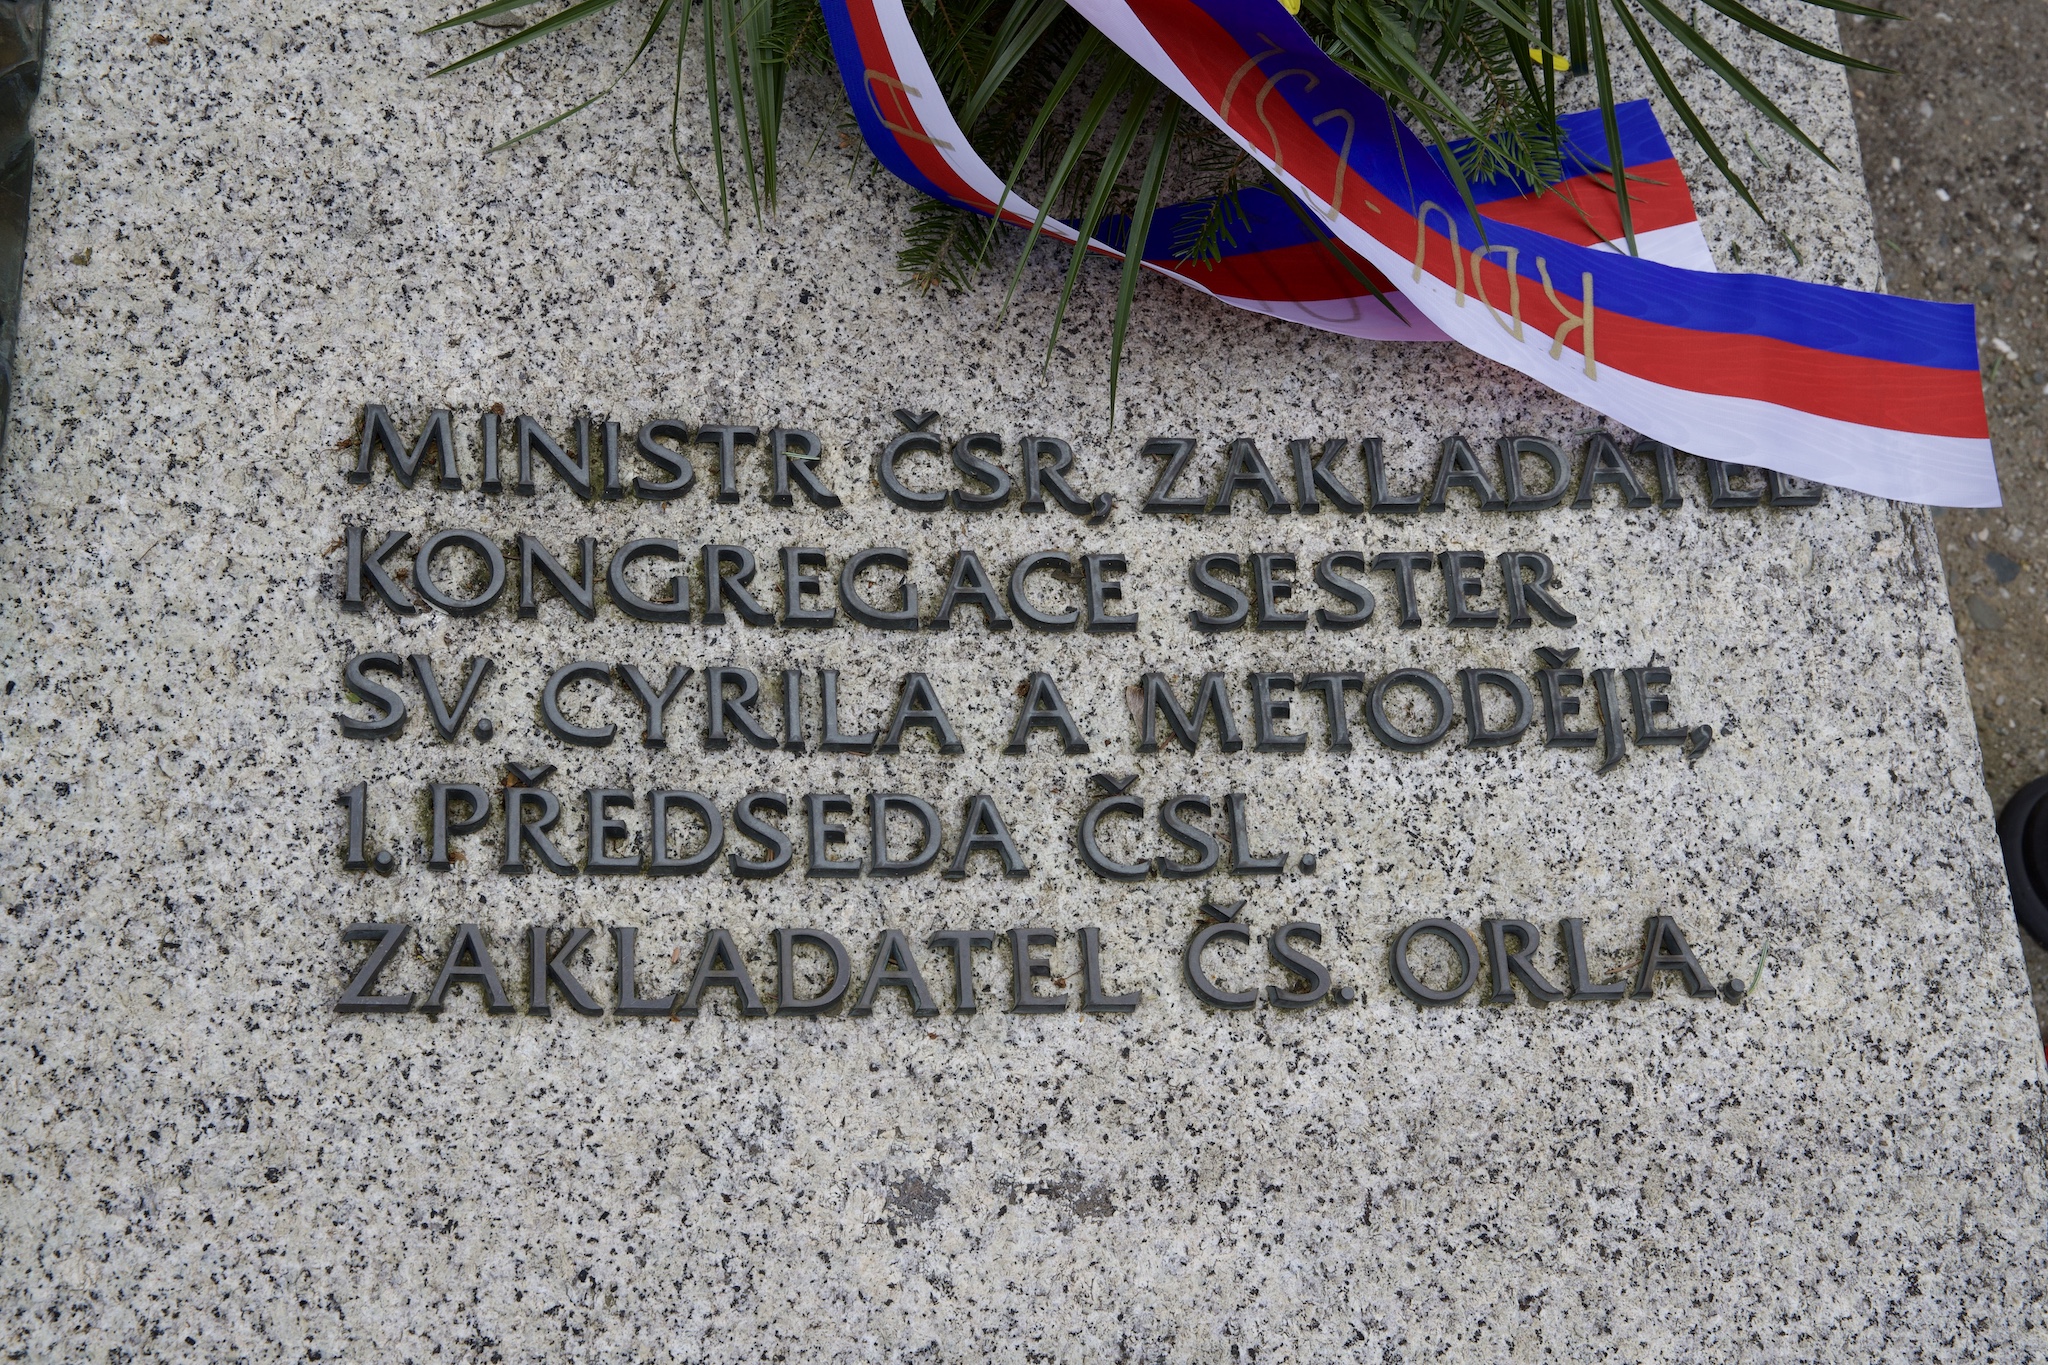 KDU-ČSL
MINISTR ČSR, ZAKLADATEL
KONGREGACE SESTER
SV. CYRILA A METODĚJE,
1. PŘEDSEDA ČSL.
ZAKLADATEL ČS. ORLA.